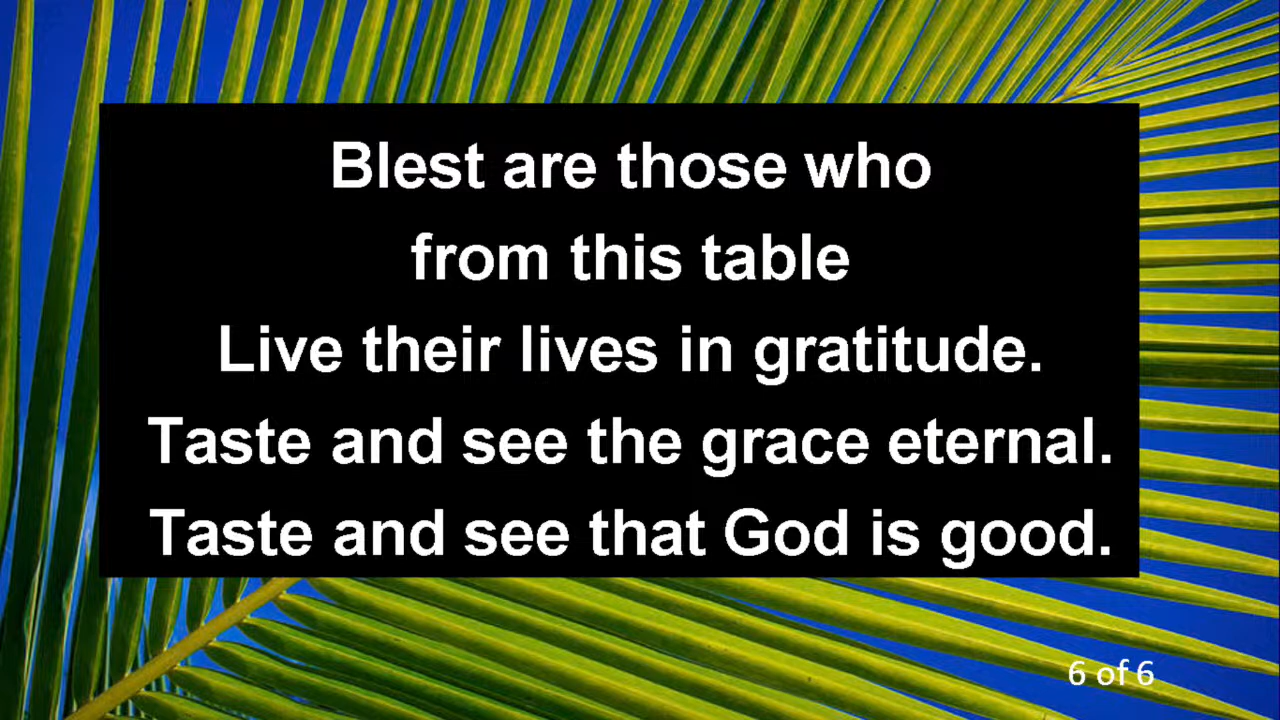 Blest are those who
from this table
Live their lives in gratitude.
Taste and see the grace eternal.
Taste and see that God is good.
6 of 6